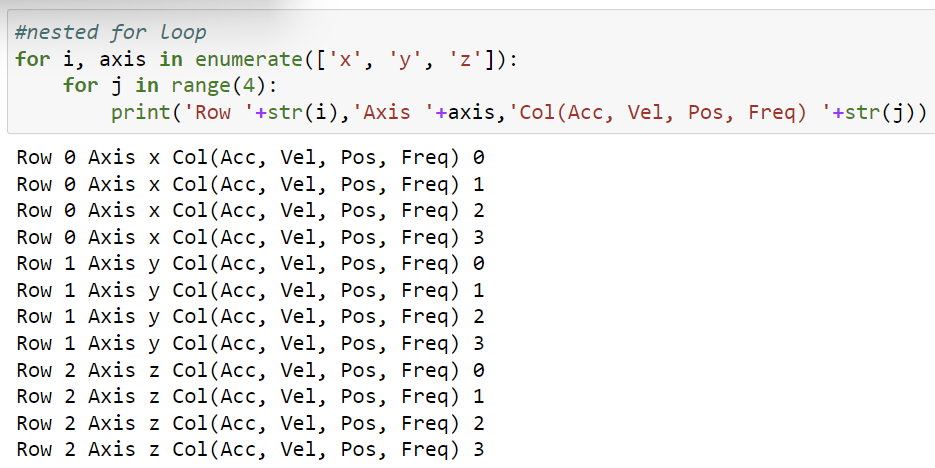 #nested for loop
for i, axis in enumerate(['x', 'y', 'z']):
    for j in range(4):
        print('Row '+str(i),'Axis '+axis,'Col(Acc, Vel, Pos, Freq) '+str(j))
Row 0 Axis x Col(Acc, Vel, Pos, Freq) 0
Row 0 Axis x Col(Acc, Vel, Pos, Freq) 1
Row 0 Axis x Col(Acc, Vel, Pos, Freq) 2
Row 0 Axis x Col(Acc, Vel, Pos, Freq) 3
Row 1 Axis y Col(Acc, Vel, Pos, Freq) 0
Row 1 Axis y Col(Acc, Vel, Pos, Freq) 1
Row 1 Axis y Col(Acc, Vel, Pos, Freq) 2
Row 1 Axis y Col(Acc, Vel, Pos, Freq) 3
Row 2 Axis z Col(Acc, Vel, Pos, Freq) 0
Row 2 Axis z Col(Acc, Vel, Pos, Freq) 1
Row 2 Axis z Col(Acc, Vel, Pos, Freq) 2
Row 2 Axis z Col(Acc, Vel, Pos, Freq) 3